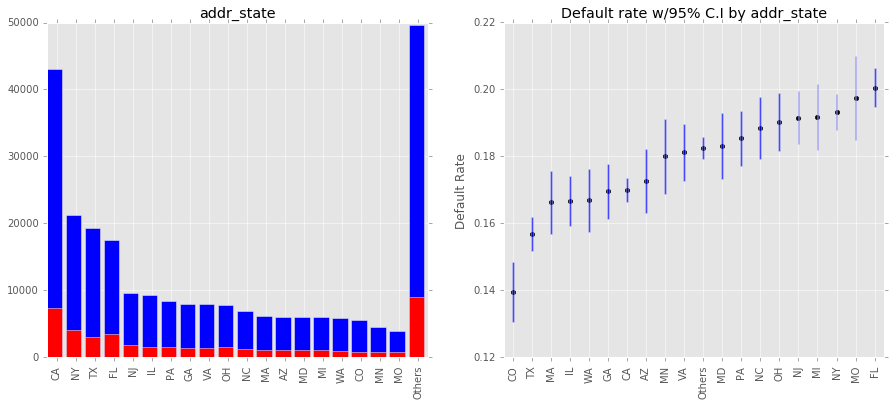 addr_state
50000
40000
30000
20000
10000
0
CA NY TX FL NJ IL PA GA VA OH NC MA AZ MD MI WA CO MN MO Others
Default rate w/95% C.I by addr_state
Default Rate
0.22
0.20
0.18
0.16
0.14
0.12
CO TX MA IL WA GA CA AZ MN VA Others MD PA NC OH NJ MI NY MO FL